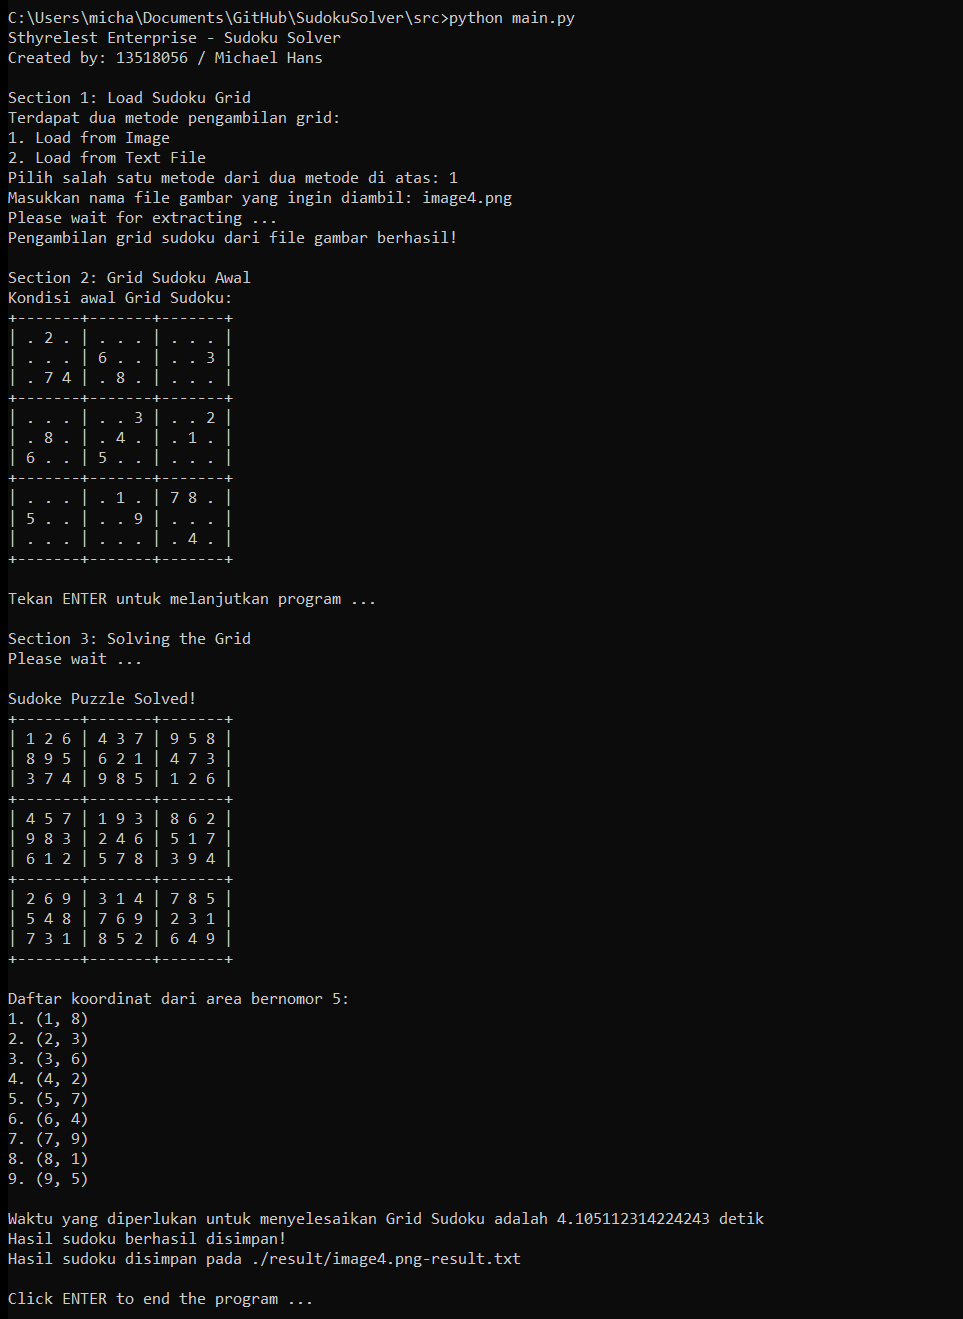 C:\Users\micha\Documents\GitHub\SudokuSolver\src>python main.py
Sthyrelest Enterprise - Sudoku Solver
Created by: 13518056 / Michael Hans

Section 1: Load Sudoku Grid
Terdapat dua metode pengambilan grid:
1. Load from Image
2. Load from Text File
Pilih salah satu metode dari dua metode di atas: 1
Masukkan nama file gambar yang ingin diambil: image4.png
Please wait for extracting ...
Pengambilan grid sudoku dari file gambar berhasil!

Section 2: Grid Sudoku Awal
Kondisi awal Grid Sudoku:
+-------+-------+-------+
| . 2 . | . . . | . . . |
| . . . | 6 . . | . . 3 |
| . 7 4 | . 8 . | . . . |
+-------+-------+-------+
| . . . | . . 3 | . . 2 |
| . 8 . | . 4 . | . 1 . |
| 6 . . | 5 . . | . . . |
+-------+-------+-------+
| . . . | . 1 . | 7 8 . |
| 5 . . | . . 9 | . . . |
| . . . | . . . | . 4 . |
+-------+-------+-------+

Tekan ENTER untuk melanjutkan program ...

Section 3: Solving the Grid
Please wait ...

Sudoke Puzzle Solved!
+-------+-------+-------+
| 1 2 6 | 4 3 7 | 9 5 8 |
| 8 9 5 | 6 2 1 | 4 7 3 |
| 3 7 4 | 9 8 5 | 1 2 6 |
+-------+-------+-------+
| 4 5 7 | 1 9 3 | 8 6 2 |
| 9 8 3 | 2 4 6 | 5 1 7 |
| 6 1 2 | 5 7 8 | 3 9 4 |
+-------+-------+-------+
| 2 6 9 | 3 1 4 | 7 8 5 |
| 5 4 8 | 7 6 9 | 2 3 1 |
| 7 3 1 | 8 5 2 | 6 4 9 |
+-------+-------+-------+

Daftar koordinat dari area bernomor 5:
1. (1, 8)
2. (2, 3)
3. (3, 6)
4. (4, 2)
5. (5, 7)
6. (6, 4)
7. (7, 9)
8. (8, 1)
9. (9, 5)

Waktu yang diperlukan untuk menyelesaikan Grid Sudoku adalah 4.105112314224243 detik
Hasil sudoku berhasil disimpan!
Hasil sudoku disimpan pada ./result/image4.png-result.txt

Click ENTER to end the program ...